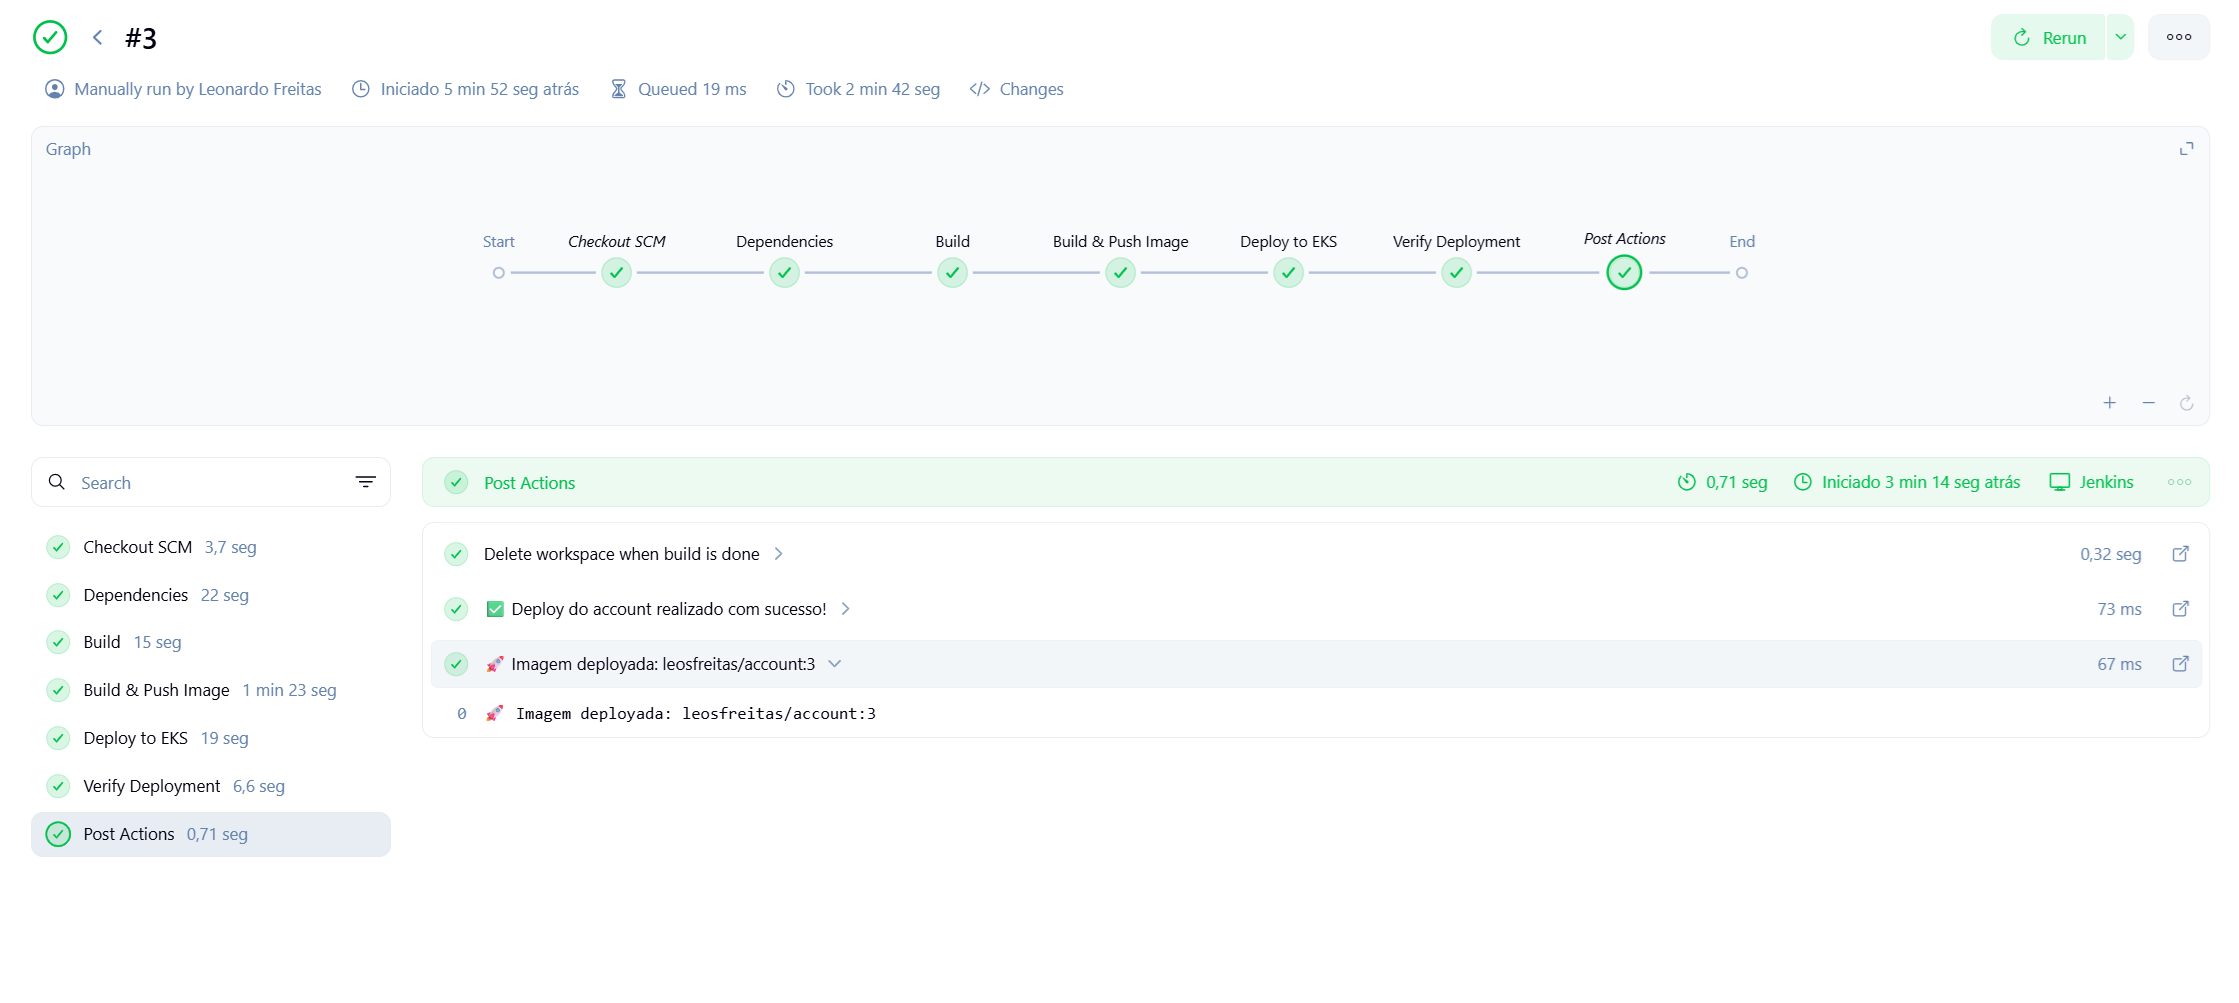 #3
Rerun
Manually run by Leonardo Freitas
Iniciado 5 min 52 seg atrás
Queued 19 ms
Took 2 min 42 seg
Changes
Graph
Start
Checkout SCM
Dependencies
Build
Build & Push Image
Deploy to EKS
Verify Deployment
Post Actions
End
Search
Checkout SCM 3,7 seg
Dependencies 22 seg
Build 15 seg
Build & Push Image 1 min 23 seg
Deploy to EKS 19 seg
Verify Deployment 6,6 seg
Post Actions 0,71 seg
Post Actions
0,71 seg
Iniciado 3 min 14 seg atrás
Jenkins
Delete workspace when build is done
0,32 seg
✅ Deploy do account realizado com sucesso!
73 ms
🚀 Imagem deployada: leosfreitas/account:3
67 ms
0 🚀 Imagem deployada: leosfreitas/account:3